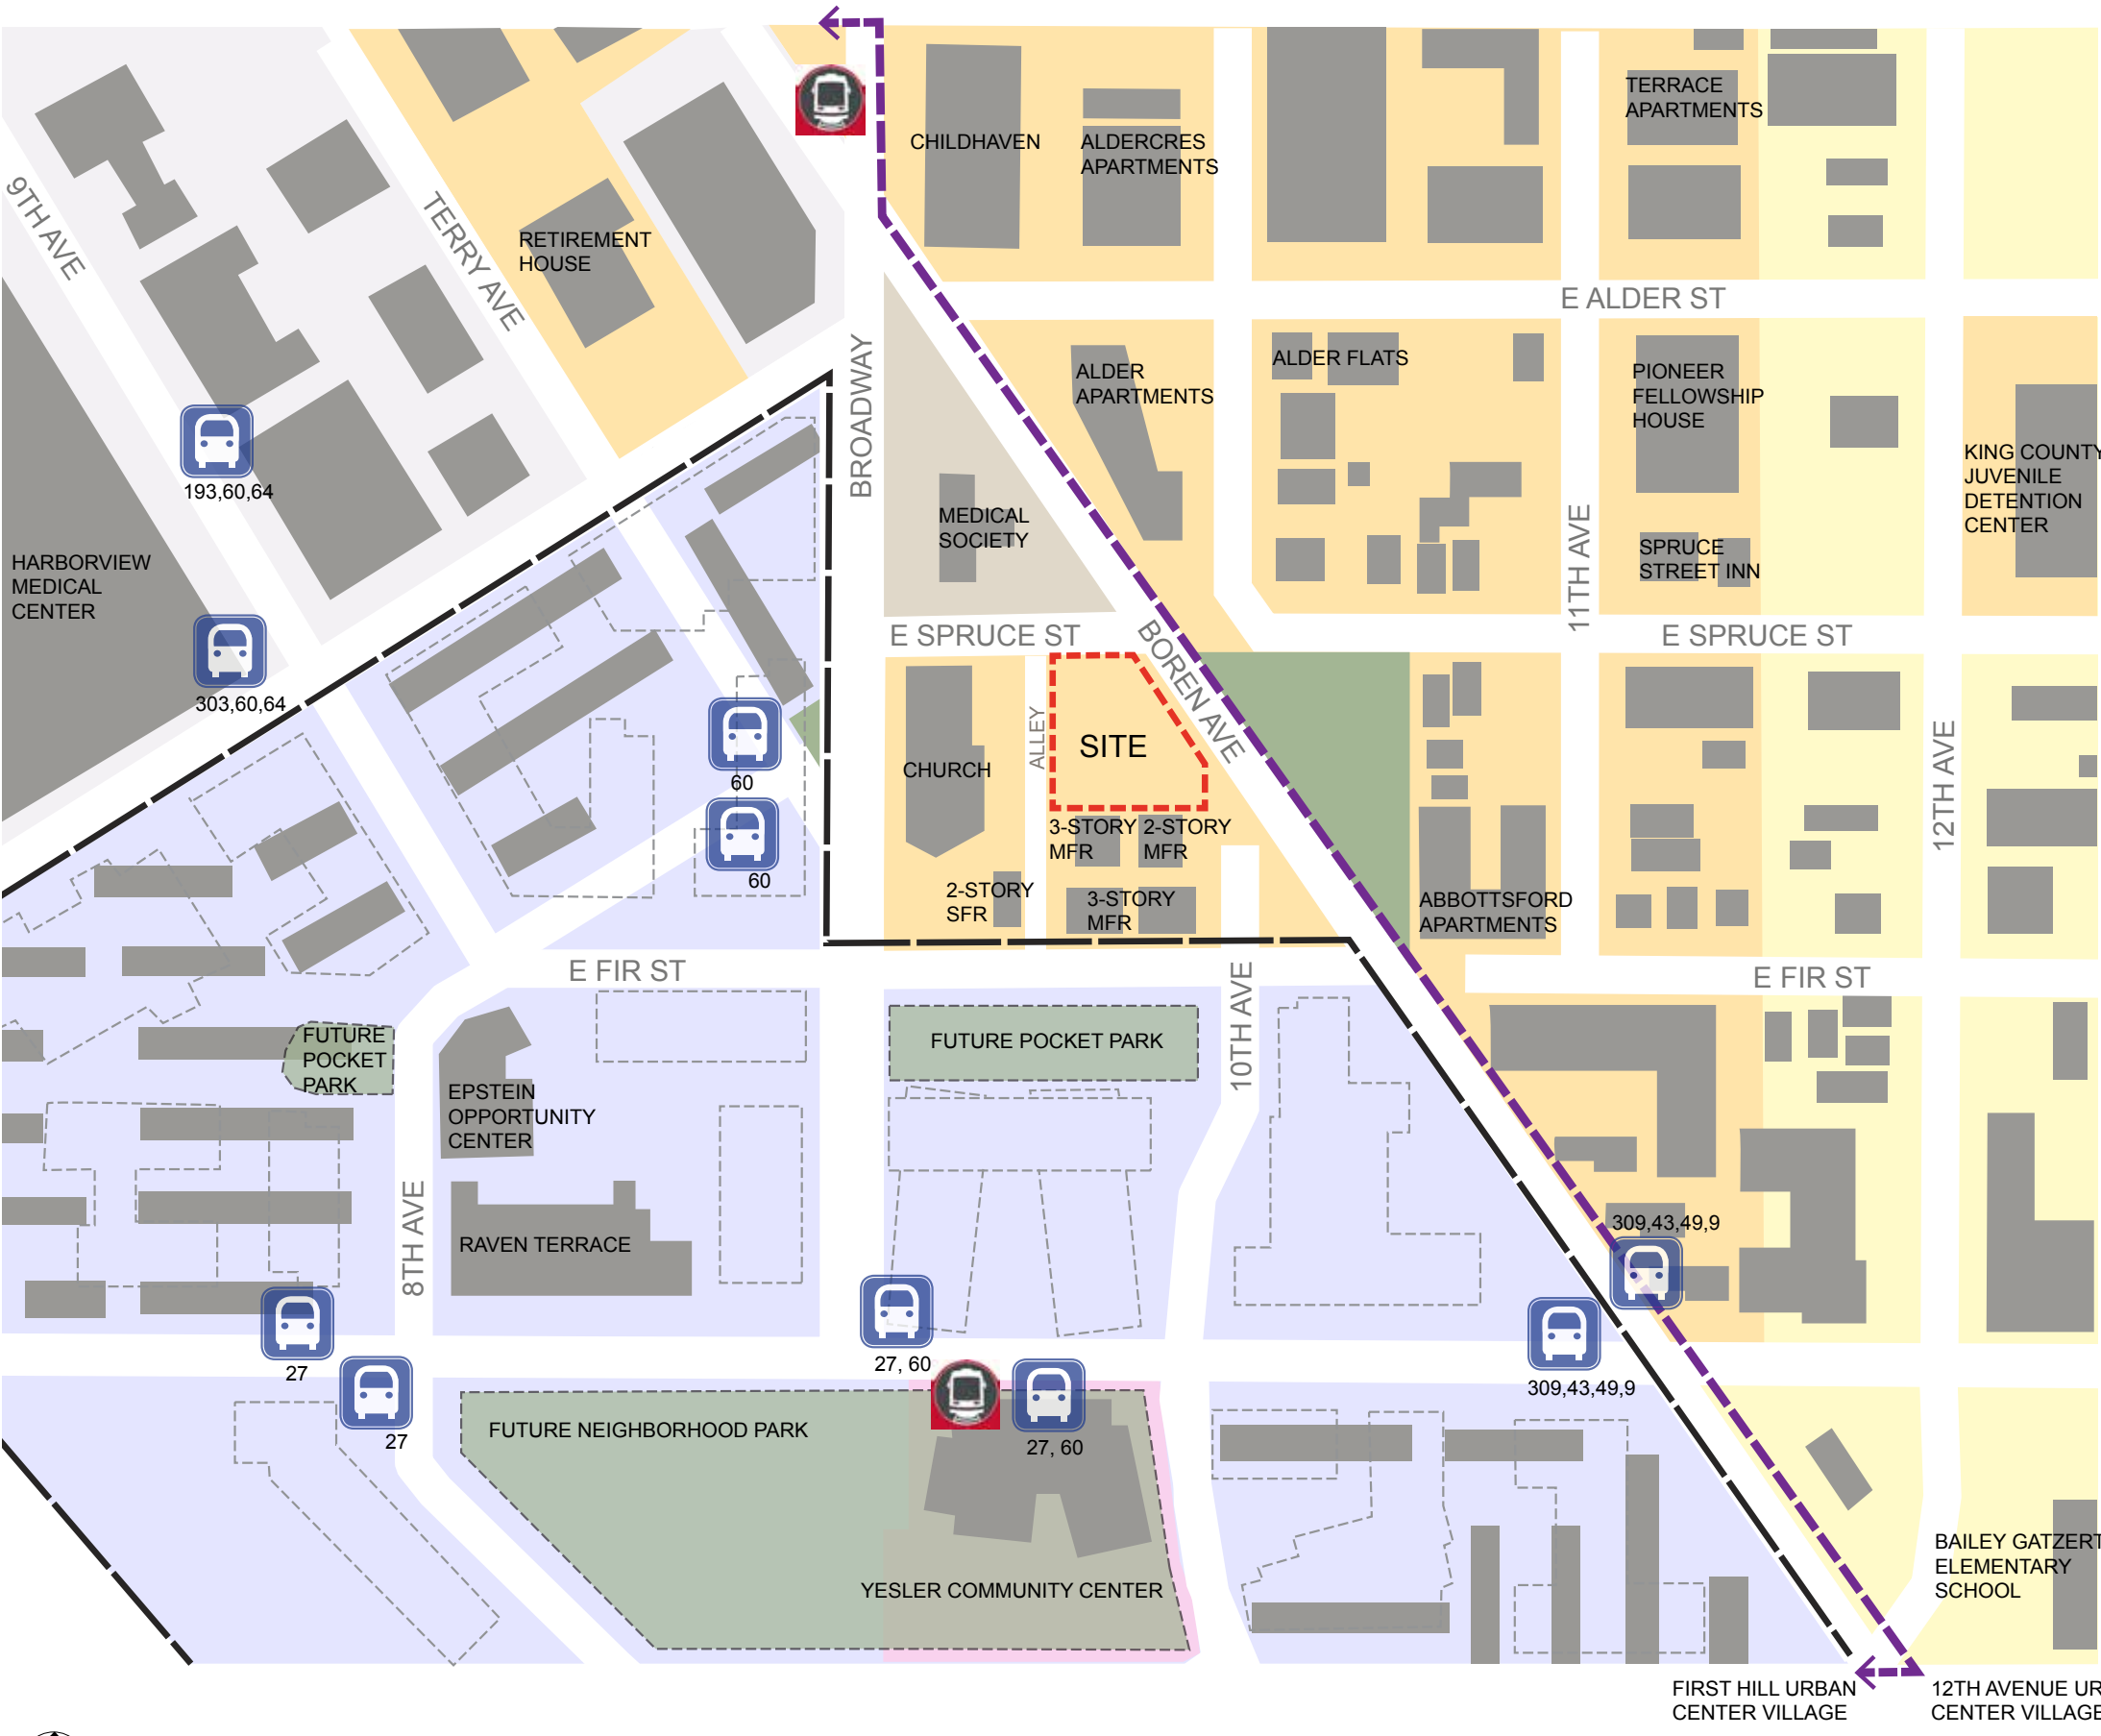 CHILDHAVEN
ALDERCRES
APARTMENTS
TERRACE
APARTMENTS
9TH AVE
TERRY AVE
RETIREMENT
HOUSE
E ALDER ST
BROADWAY
ALDER
APARTMENTS
ALDER FLATS
PIONEER
FELLOWSHIP
HOUSE
KING COUNTY
JUVENILE
DETENTION
CENTER
193,60,64
MEDICAL
SOCIETY
11TH AVE
SPRUCE
STREET INN
HARBORVIEW
MEDICAL
CENTER
E SPRUCE ST
BOREN AVE
E SPRUCE ST
303,60,64
ALLEY
SITE
12TH AVE
CHURCH
60
60
3-STORY
MFR
2-STORY
MFR
2-STORY
SFR
3-STORY
MFR
ABBOTTSFORD
APARTMENTS
E FIR ST
10TH AVE
E FIR ST
FUTURE
POCKET
PARK
FUTURE POCKET PARK
EPSTEIN
OPPORTUNITY
CENTER
8TH AVE
RAVEN TERRACE
309,43,49,9
27
27, 60
309,43,49,9
27
FUTURE NEIGHBORHOOD PARK
27, 60
YESLER COMMUNITY CENTER
BAILEY GATZERT
ELEMENTARY
SCHOOL
FIRST HILL URBAN
CENTER VILLAGE
12TH AVENUE UR
CENTER VILLAGE